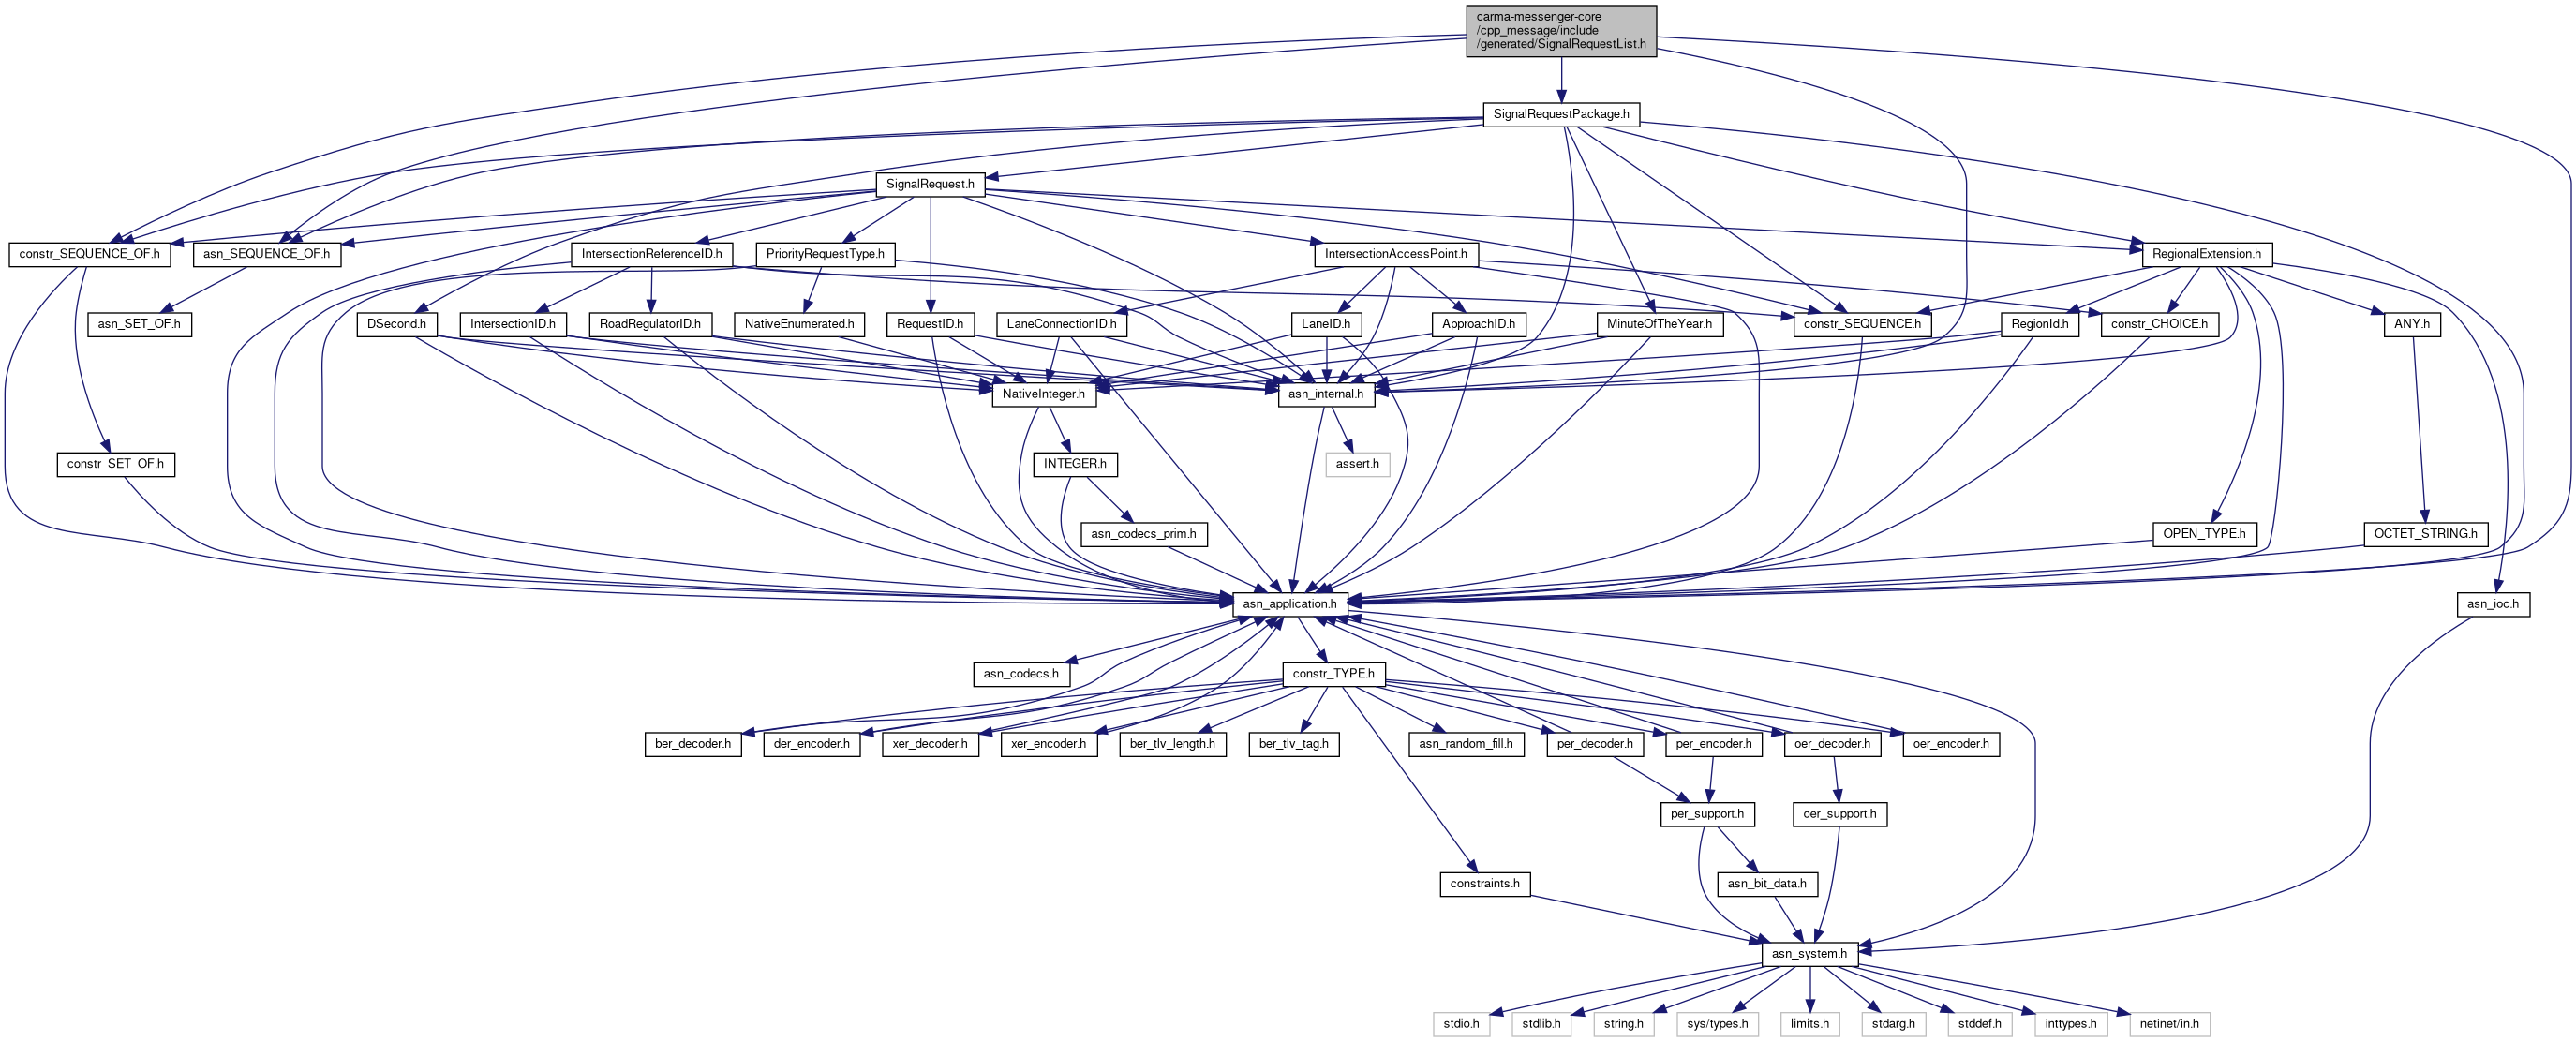 carma-messenger-core
/cpp_message/include
/generated/SignalRequestList.h
SignalRequestPackage.h
SignalRequest.h
constr_SEQUENCE_OF.h
asn_SEQUENCE_OF.h
IntersectionReferenceID.h
PriorityRequestType.h
IntersectionAccessPoint.h
RegionalExtension.h
asn_SET_OF.h
DSecond.h
IntersectionID.h
RoadRegulatorID.h
NativeEnumerated.h
RequestID.h
LaneConnectionID.h
LaneID.h
ApproachID.h
MinuteOfTheYear.h
constr_SEQUENCE.h
RegionId.h
constr_CHOICE.h
ANY.h
NativeInteger.h
asn_internal.h
constr_SET_OF.h
INTEGER.h
assert.h
asn_codecs_prim.h
OPEN_TYPE.h
OCTET_STRING.h
asn_application.h
asn_ioc.h
asn_codecs.h
constr_TYPE.h
ber_decoder.h
der_encoder.h
xer_decoder.h
xer_encoder.h
ber_tlv_length.h
ber_tlv_tag.h
asn_random_fill.h
per_decoder.h
per_encoder.h
oer_decoder.h
oer_encoder.h
per_support.h
oer_support.h
constraints.h
asn_bit_data.h
asn_system.h
stdio.h
stdlib.h
string.h
sys/types.h
limits.h
stdarg.h
stddef.h
inttypes.h
netinet/in.h